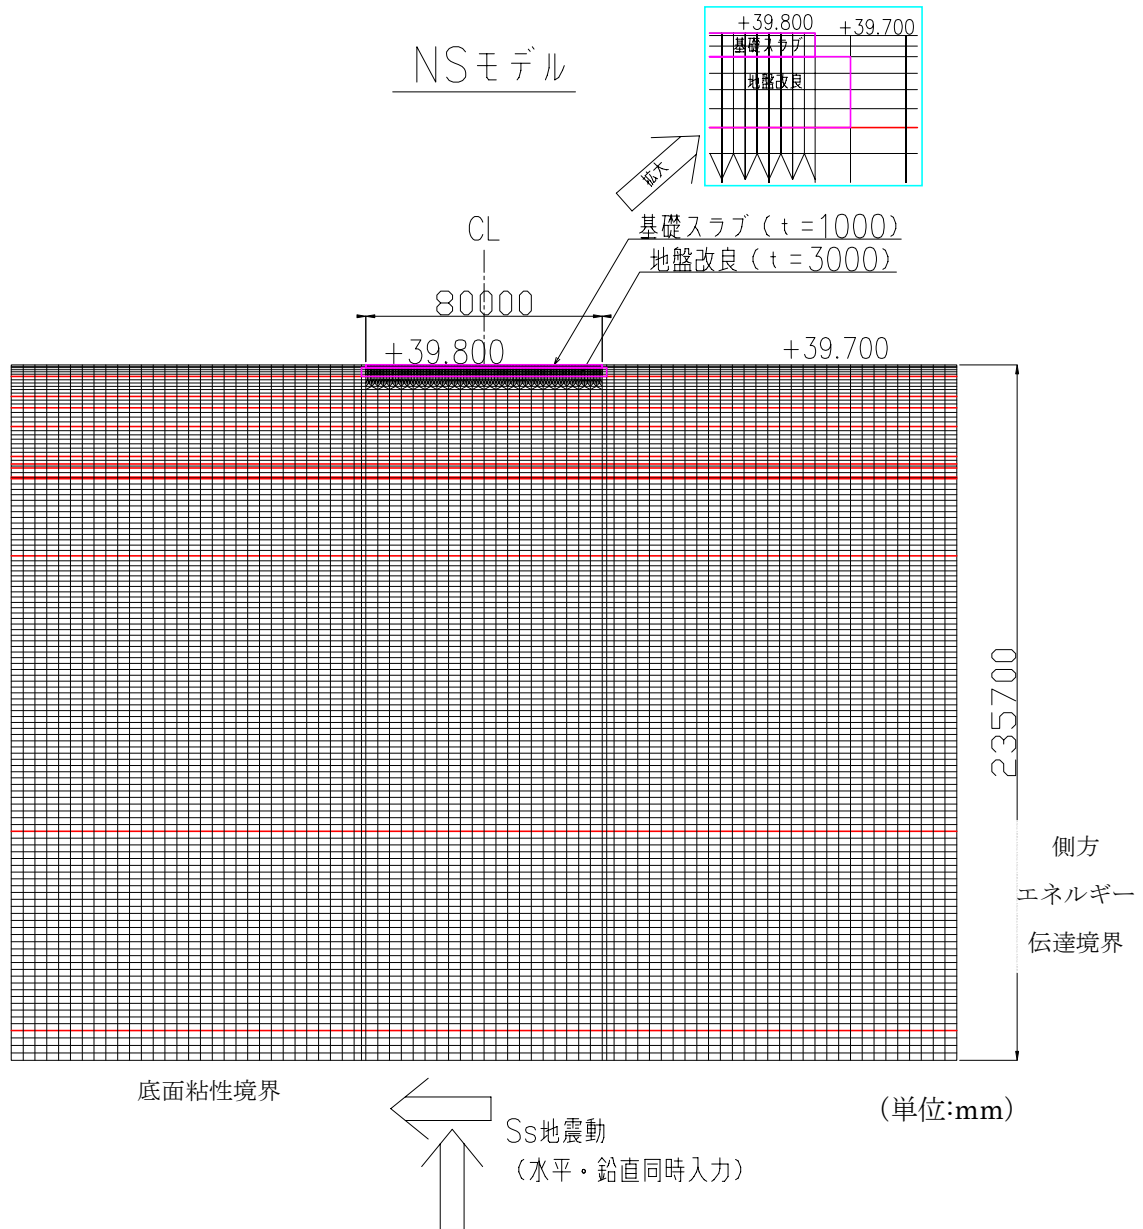 NSモデル
+39.800
+39.700
基礎スラブ
地盤改良
拡大
CL
基礎スラブ(t=1000)
地盤改良(t=3000)
80000
+39.800
+39.700
235700
側方
エネルギー
伝達境界
底面粘性境界
(単位:mm)
Ss地震動
(水平・鉛直同時入力)